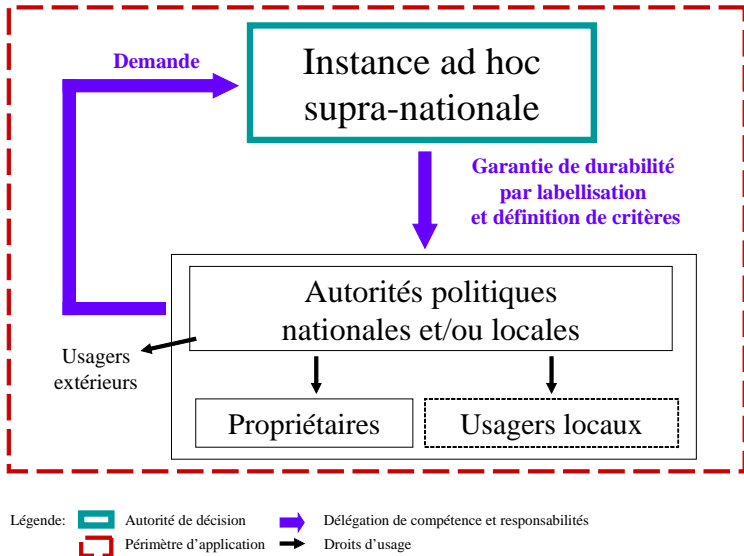 Demande
Instance ad hoc
supra-nationale
Garantie de durabilité
par labellisation
et définition de critères
Autorités politiques
nationales et/ou locales
Usagers
extérieurs
Propriétaires
Usagers locaux
Légende:
Autorité de décision
Délégation de compétence et responsabilités
Périmètre d'application
Droits d'usage